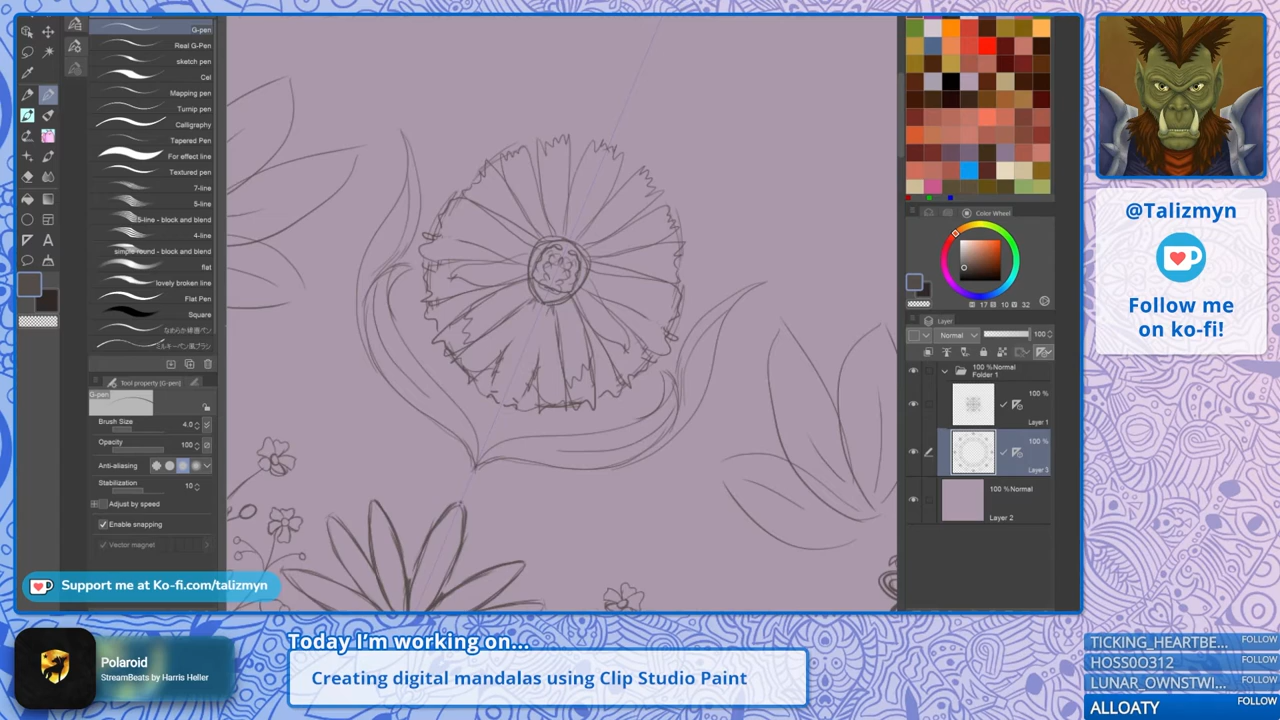 G-pen
Real G-Pen
sketch pen
Cel
Mapping pen
Turnip pen
Calligraphy
Tapered Pen
For effect line
Textured pen
7-line
5-line
5-line - block and blend
4-line
simple round - block and blend
flat
lovely broken line
Flat Pen
Square
Tool property [G-pen]
G-pen
Brush Size 4.0
Opacity 100
Anti-aliasing
Stabilization 10
Adjust by speed
Enable snapping
Vector magnet
Color Wheel
17 10 32
Layer
Normal 100
100 % Normal
Folder 1
100 %
Layer 1
100 %
Layer 3
100 % Normal
Layer 2
@Talizmyn
Follow me
on ko-fi!
Support me at Ko-fi.com/talizmyn
Polaroid
StreamBeats by Harris Heller
Today I'm working on...
Creating digital mandalas using Clip Studio Paint
TICKING_HEARTBE... FOLLOW
HOSS0O312 FOLLOW
LUNAR_OWNSTWI... FOLLOW
ALLOATY FOLLOW